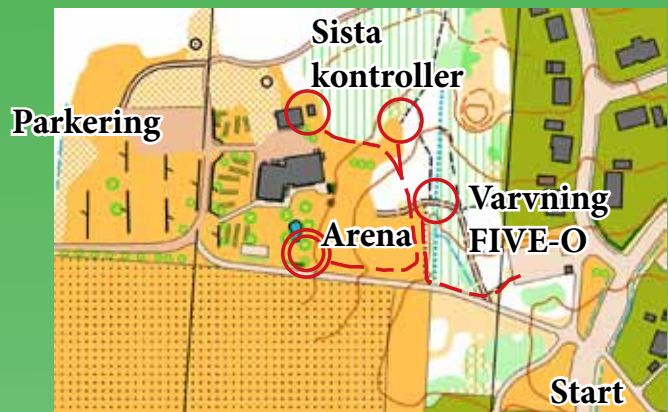 Sista
kontroller
Parkering
Varvning
FIVE-O
Arena
Start